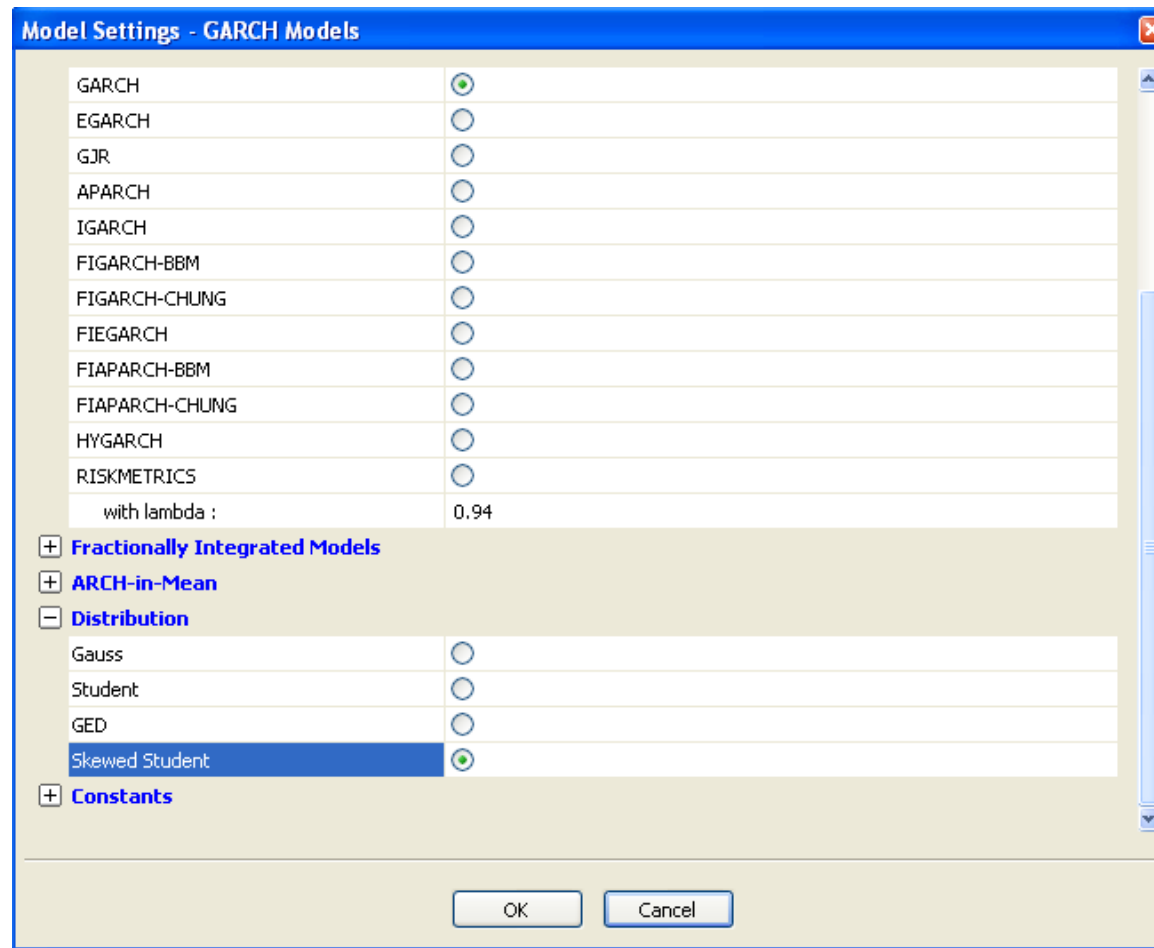 Model Settings - GARCH Models
GARCH
EGARCH
GJR
APARCH
IGARCH
FIGARCH-BBM
FIGARCH-CHUNG
FIEGARCH
FIAPARCH-BBM
FIAPARCH-CHUNG
HYGARCH
RISKMETRICS
with lambda : 0.94
Fractionally Integrated Models
ARCH-in-Mean
Distribution
Gauss
Student
GED
Skewed Student
Constants
OK Cancel